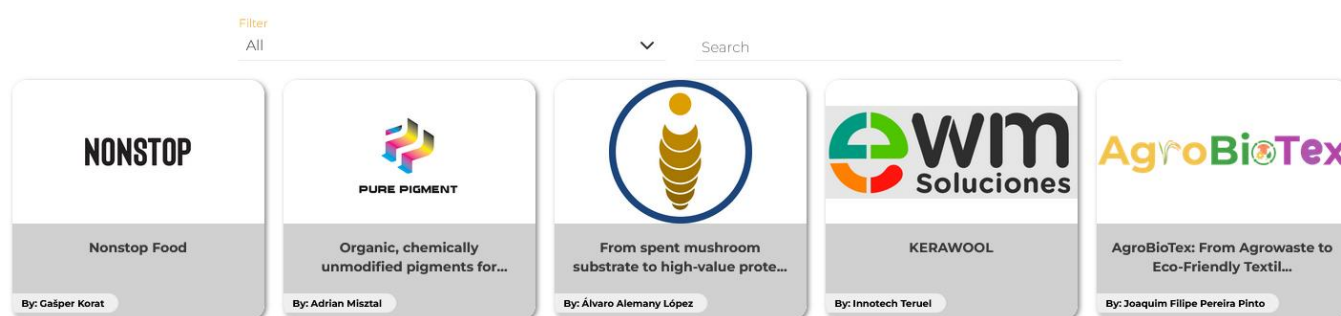 Filter
All
Search
NONSTOP
PURE PIGMENT
ewm
Soluciones
AgroBioTex
Nonstop Food
Organic, chemically
unmodified pigments for...
From spent mushroom
substrate to high-value prote...
KERAWOOL
AgroBioTex: From Agrowaste to
Eco-Friendly Textil...
By: Gašper Korat
By: Adrian Misztal
By: Álvaro Alemany López
By: Innotech Teruel
By: Joaquim Filipe Pereira Pinto